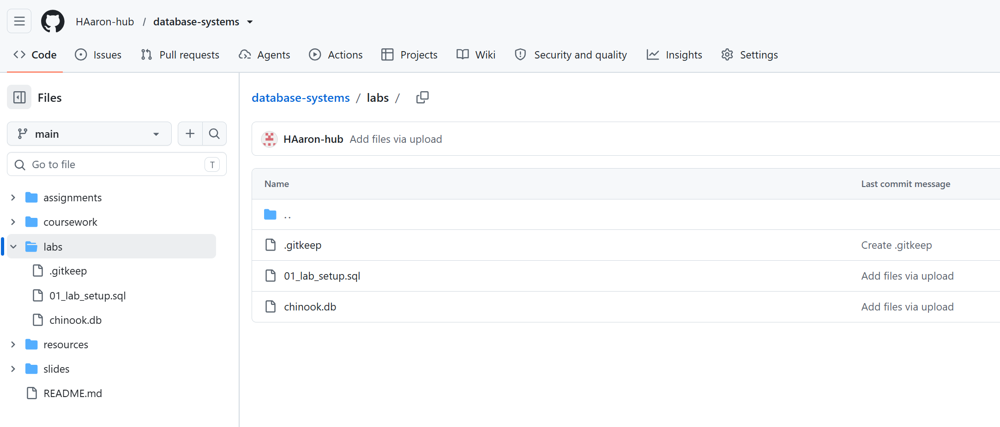 HAaron-hub / database-systems
Code Issues Pull requests Agents Actions Projects Wiki Security and quality Insights Settings
Files
main
Go to file T
assignments
coursework
labs
.gitkeep
01_lab_setup.sql
chinook.db
resources
slides
README.md
database-systems / labs /
HAaron-hub Add files via upload
Name Last commit message
..
.gitkeep Create .gitkeep
01_lab_setup.sql Add files via upload
chinook.db Add files via upload